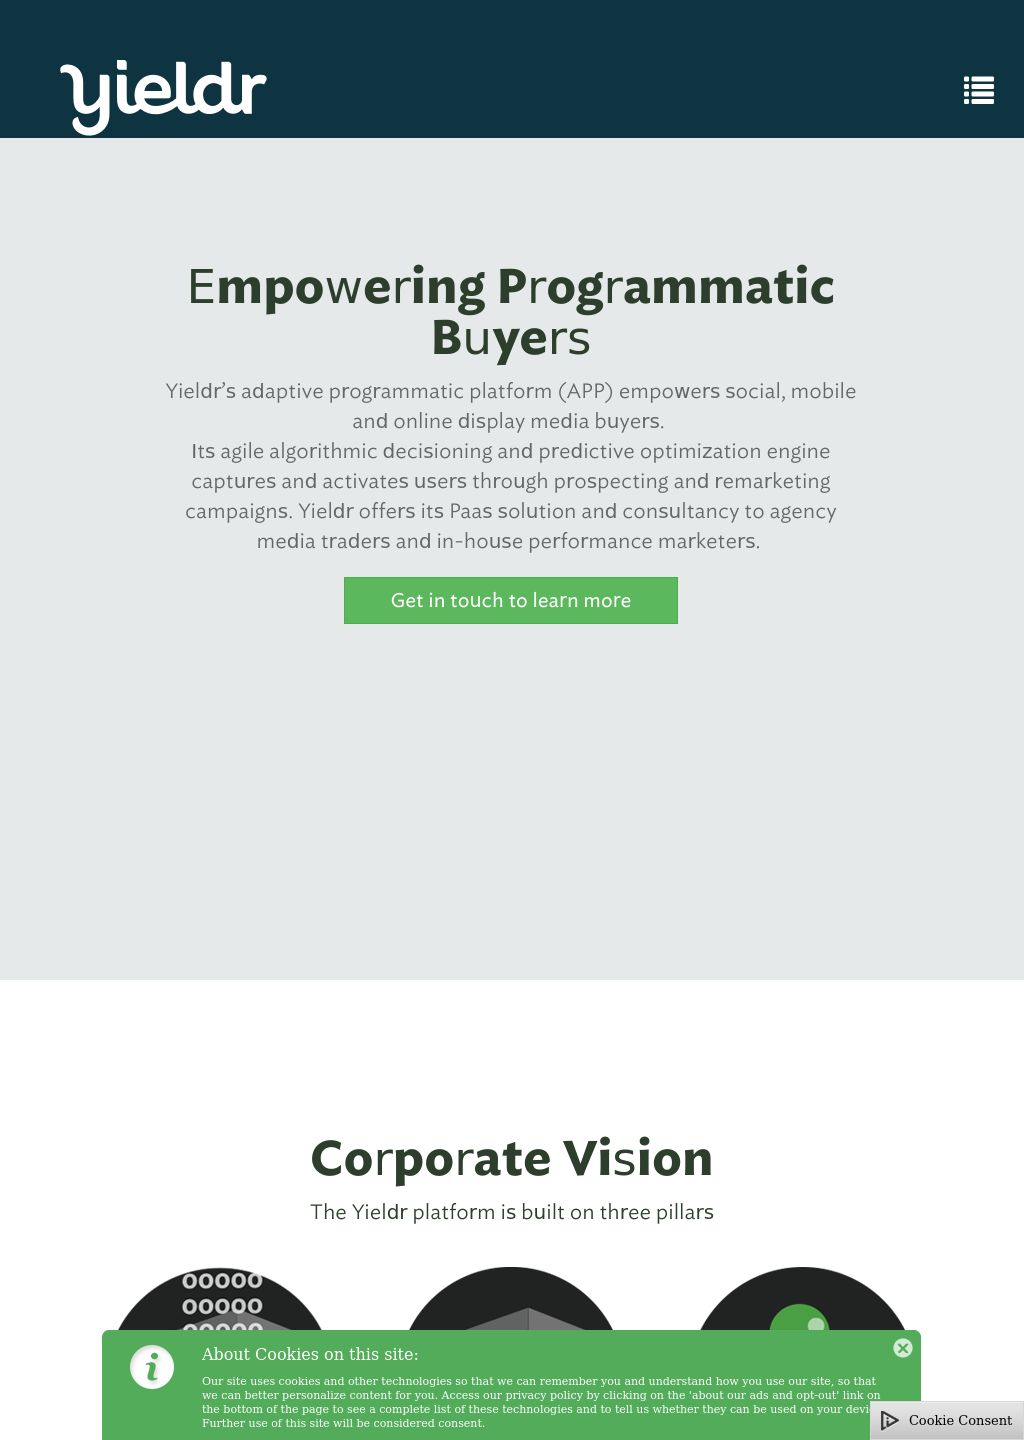 yieldr
Empowering Programmatic
Buyers
Yieldr’s adaptive programmatic platform (APP) empowers social, mobile
and online display media buyers.
Its agile algorithmic decisioning and predictive optimization engine
captures and activates users through prospecting and remarketing
campaigns. Yieldr offers its Paas solution and consultancy to agency
media traders and in-house performance marketers.
Get in touch to learn more
Corporate Vision
The Yieldr platform is built on three pillars
ooooo
ooooo
ooooo
About Cookies on this site:
Our site uses cookies and other technologies so that we can remember you and understand how you use our site, so that
we can better personalize content for you. Access our privacy policy by clicking on the 'about our ads and opt-out' link on
the bottom of the page to see a complete list of these technologies and to tell us whether they can be used on your devi
Further use of this site will be considered consent.
Cookie Consent